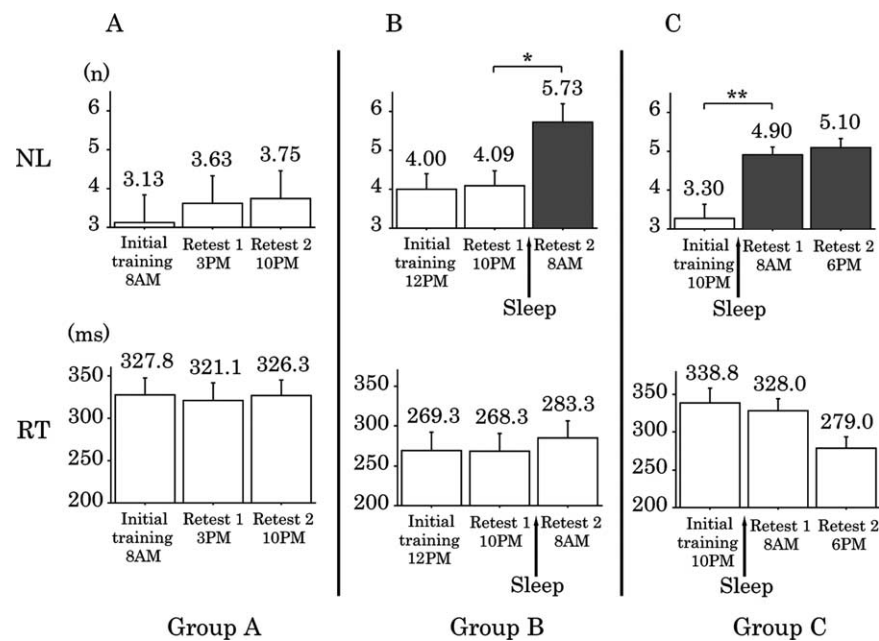 A
B
C
NL
(n)
6
5
4
3
3.13
3.63
3.75
Initial
training
8AM
Retest 1
3PM
Retest 2
10PM
6
5
4
3
*
4.00
4.09
5.73
Initial
training
12PM
Retest 1
10PM
Retest 2
8AM
Sleep
6
5
4
3
**
3.30
4.90
5.10
Initial
training
10PM
Retest 1
8AM
Retest 2
6PM
Sleep
RT
(ms)
350
300
250
200
327.8
321.1
326.3
Initial
training
8AM
Retest 1
3PM
Retest 2
10PM
350
300
250
200
269.3
268.3
283.3
Initial
training
12PM
Retest 1
10PM
Retest 2
8AM
Sleep
350
300
250
200
338.8
328.0
279.0
Initial
training
10PM
Retest 1
8AM
Retest 2
6PM
Sleep
Group A
Group B
Group C